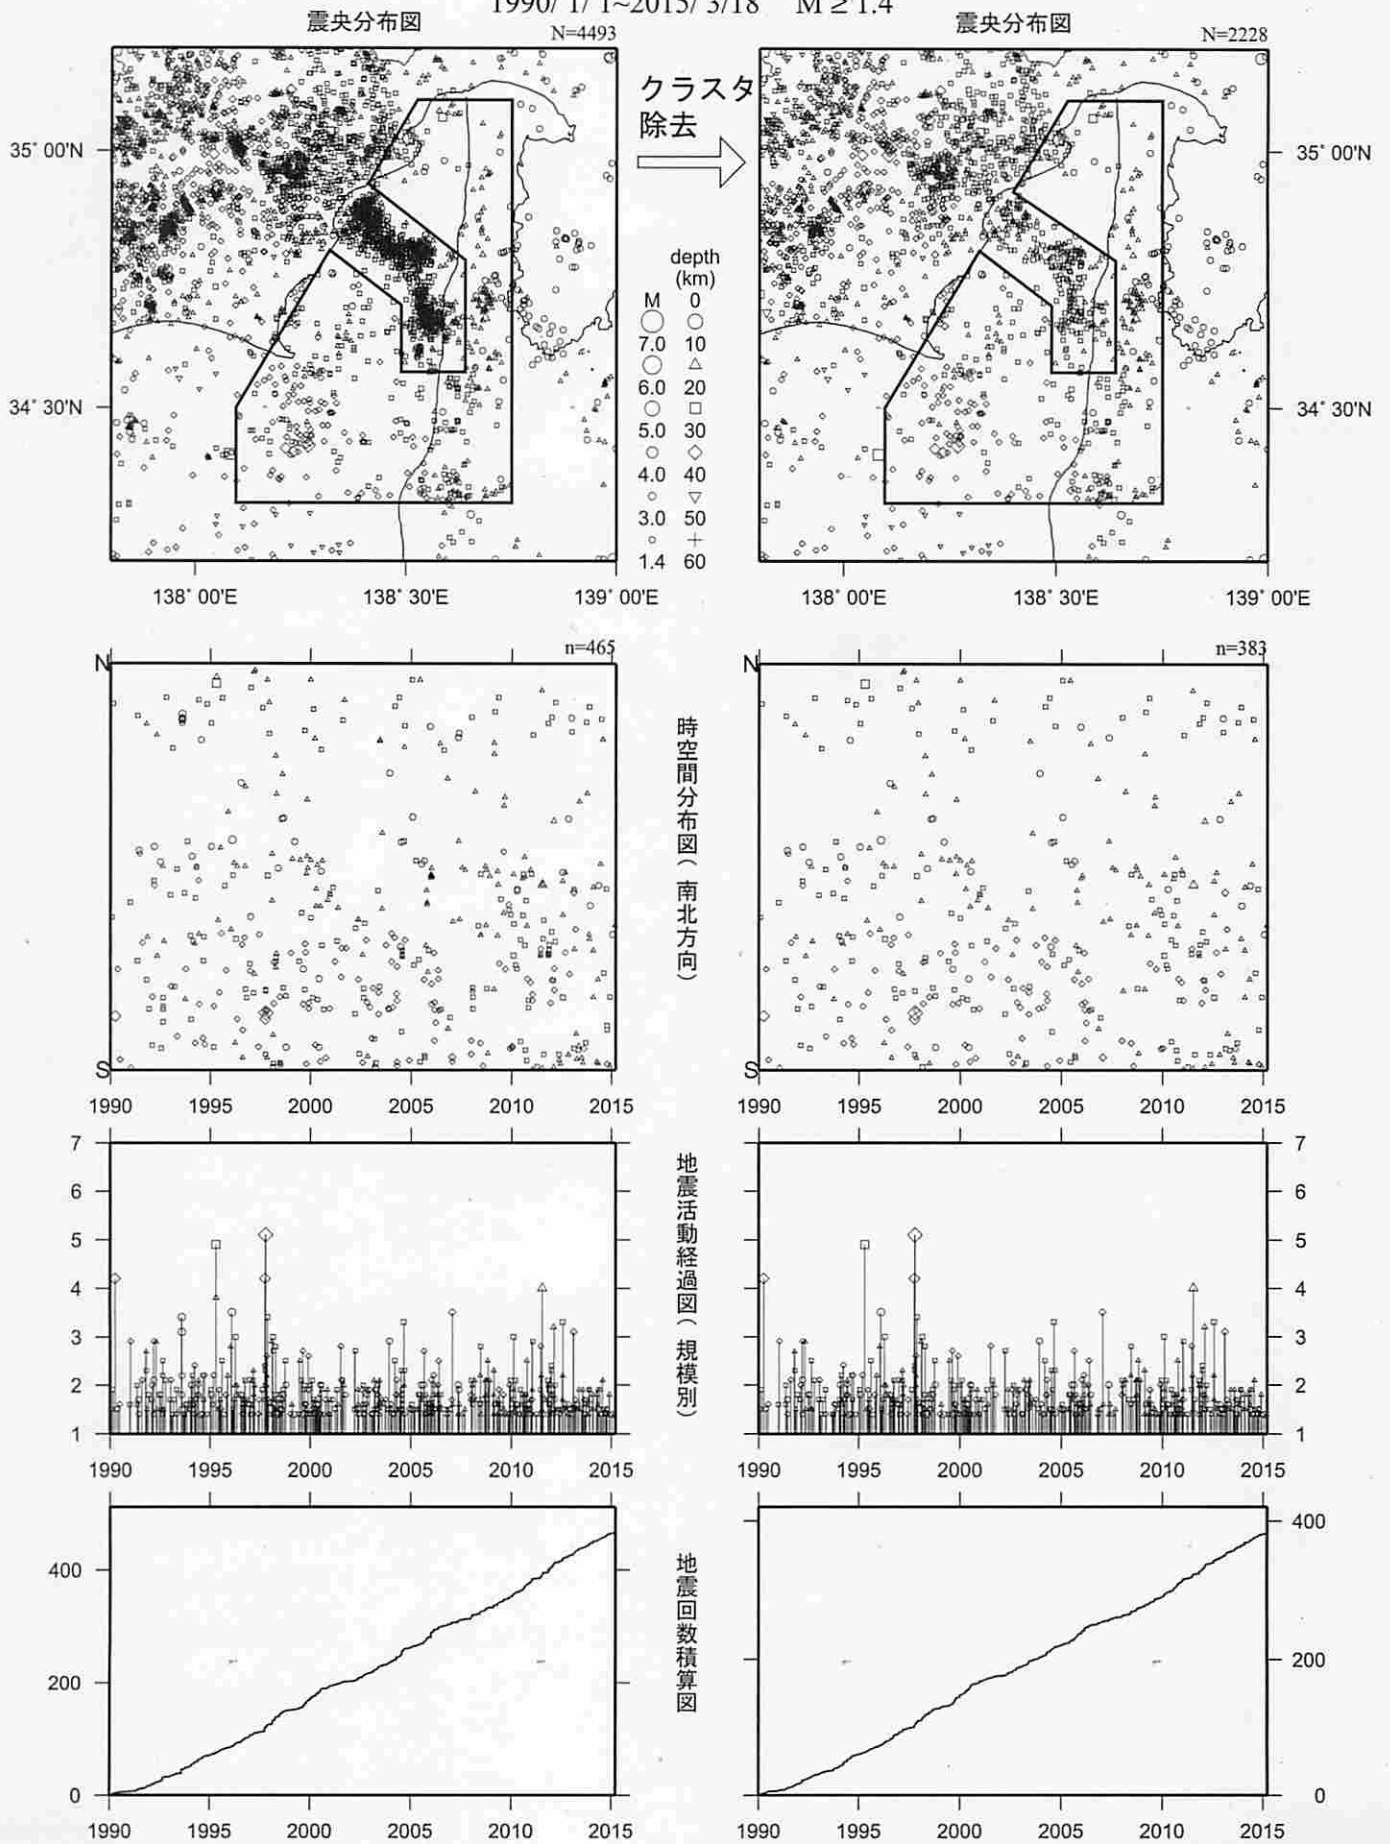 1990/ 1/ 1~2015/ 3/18 M ≥ 1.4
震央分布図
N=4493
震央分布図
N=2228
クラスタ
除去
35° 00'N
34° 30'N
138° 00'E
138° 30'E
139° 00'E
depth
(km)
M 0
7.0 10
6.0 20
5.0 30
4.0 40
3.0 50
1.4 60
35° 00'N
34° 30'N
138° 00'E
138° 30'E
139° 00'E
N
n=465
S
1990 1995 2000 2005 2010 2015
時空間分布図(南北方向)
N
n=383
S
1990 1995 2000 2005 2010 2015
7
6
5
4
3
2
1
1990 1995 2000 2005 2010 2015
地震活動経過図(規模別)
7
6
5
4
3
2
1
1990 1995 2000 2005 2010 2015
400
200
0
1990 1995 2000 2005 2010 2015
地震回数積算図
400
200
0
1990 1995 2000 2005 2010 2015